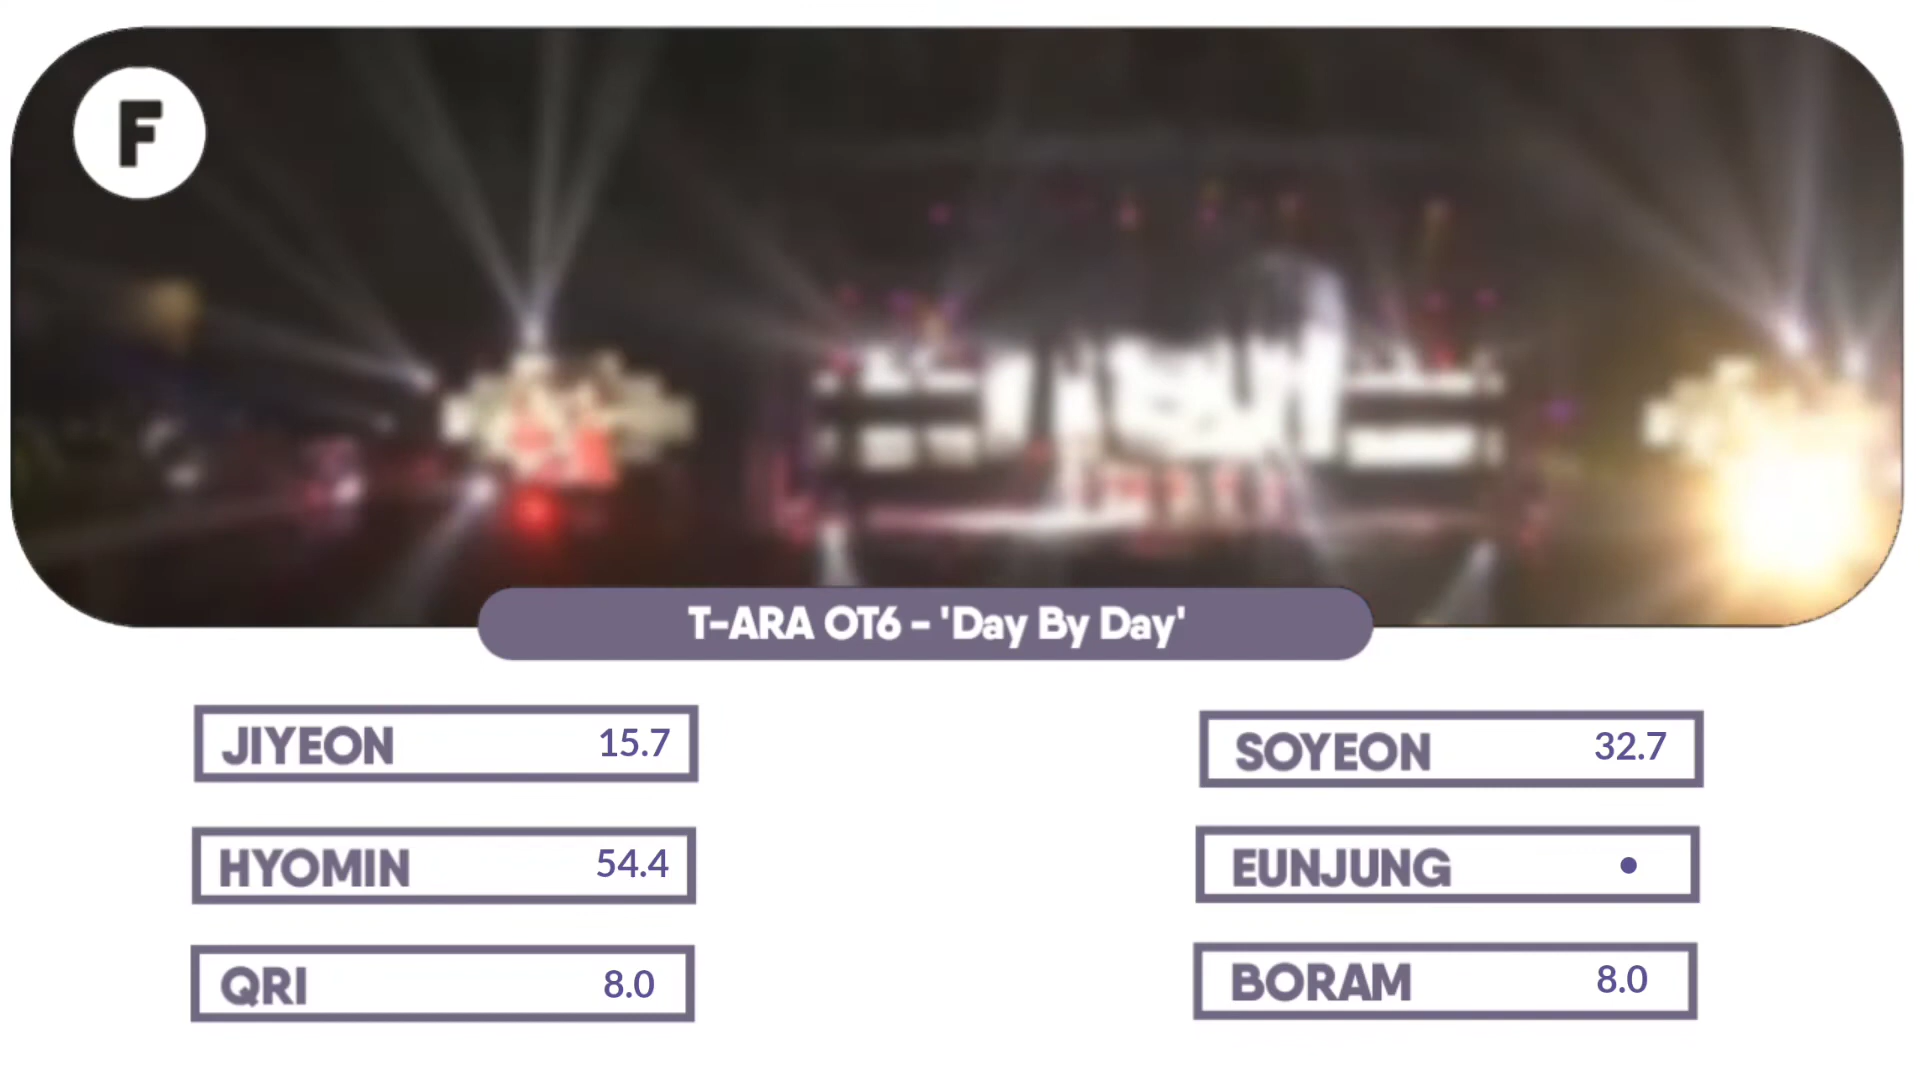 F
T-ARA OT6 - 'Day By Day'
JIYEON 15.7
SOYEON 32.7
HYOMIN 54.4
EUNJUNG •
QRI 8.0
BORAM 8.0